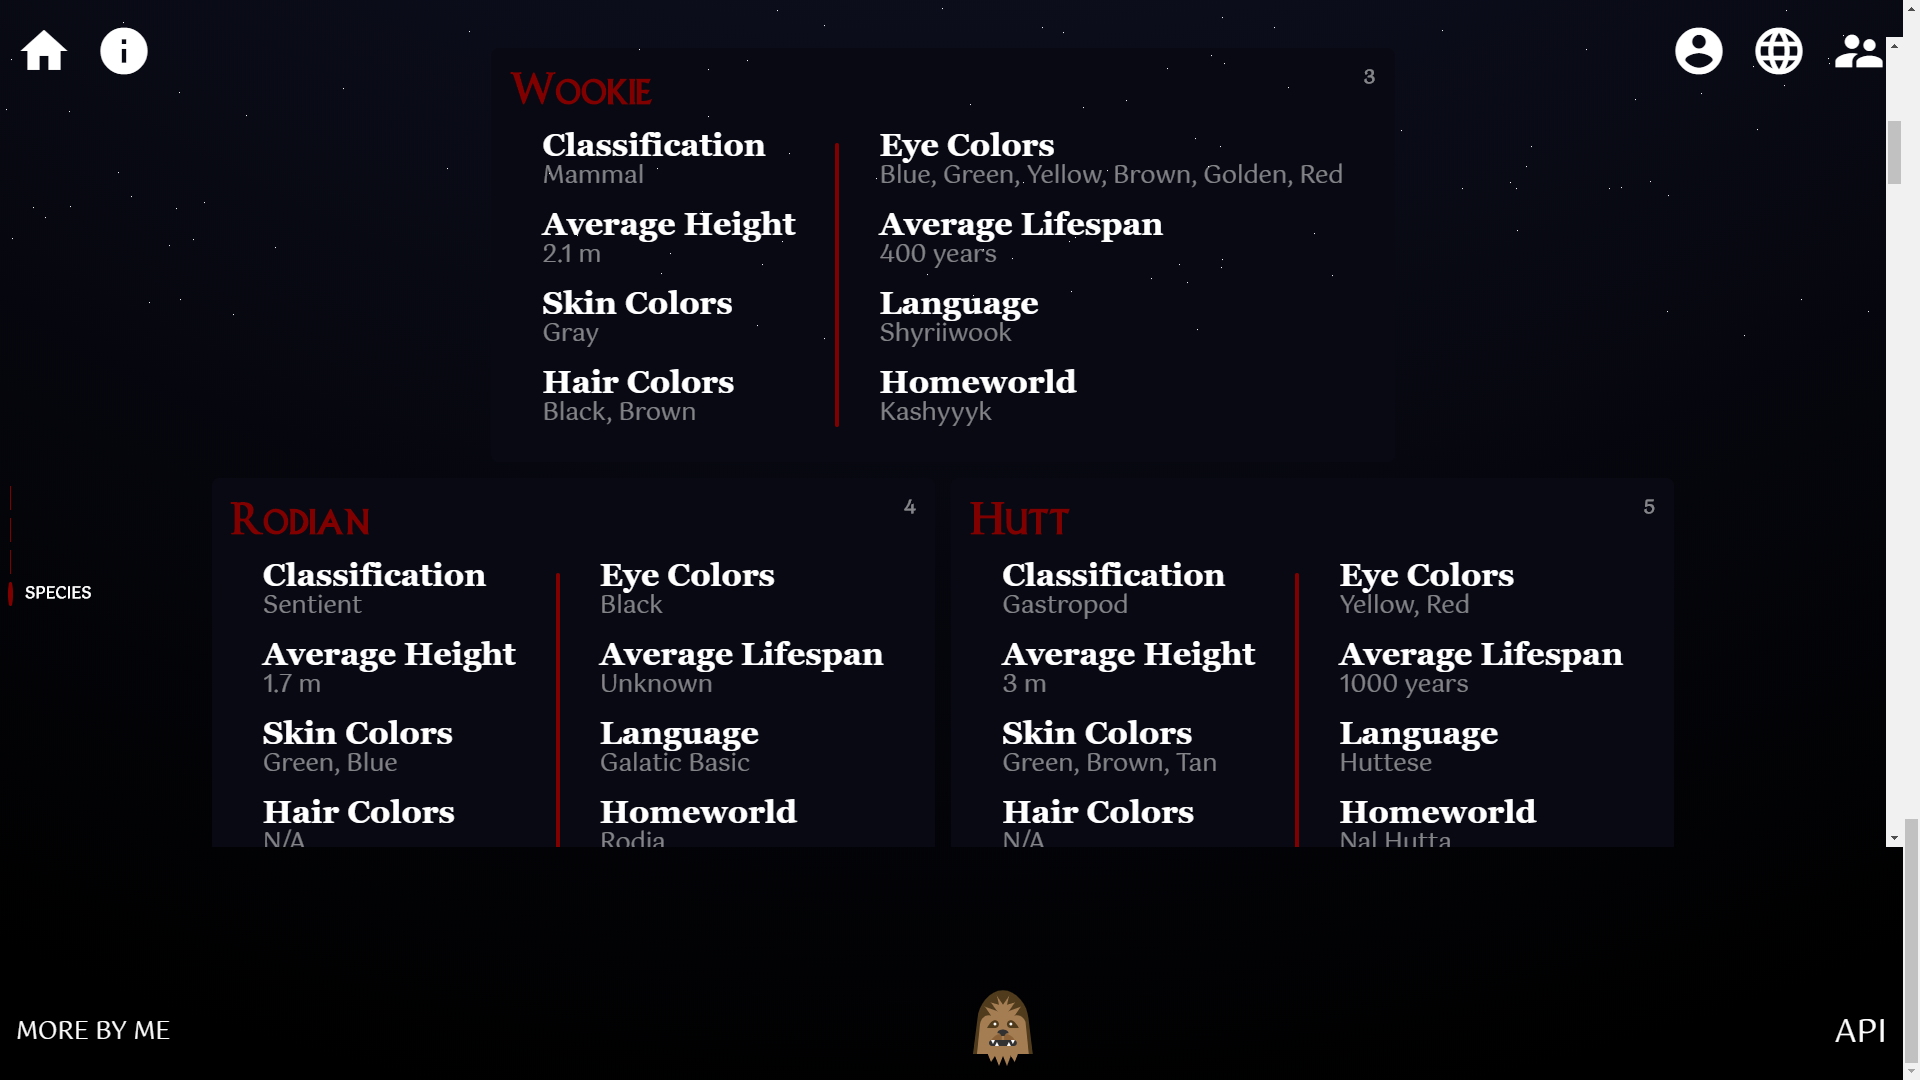 Wookie
3
Classification
Mammal
Eye Colors
Blue, Green, Yellow, Brown, Golden, Red
Average Height
2.1 m
Average Lifespan
400 years
Skin Colors
Gray
Language
Shyriiwook
Hair Colors
Black, Brown
Homeworld
Kashyyyk
SPECIES
Rodian
4
Classification
Sentient
Eye Colors
Black
Average Height
1.7 m
Average Lifespan
Unknown
Skin Colors
Green, Blue
Language
Galatic Basic
Hair Colors
N/A
Homeworld
Rodia
Hutt
5
Classification
Gastropod
Eye Colors
Yellow, Red
Average Height
3 m
Average Lifespan
1000 years
Skin Colors
Green, Brown, Tan
Language
Huttese
Hair Colors
N/A
Homeworld
Nal Hutta
MORE BY ME
API